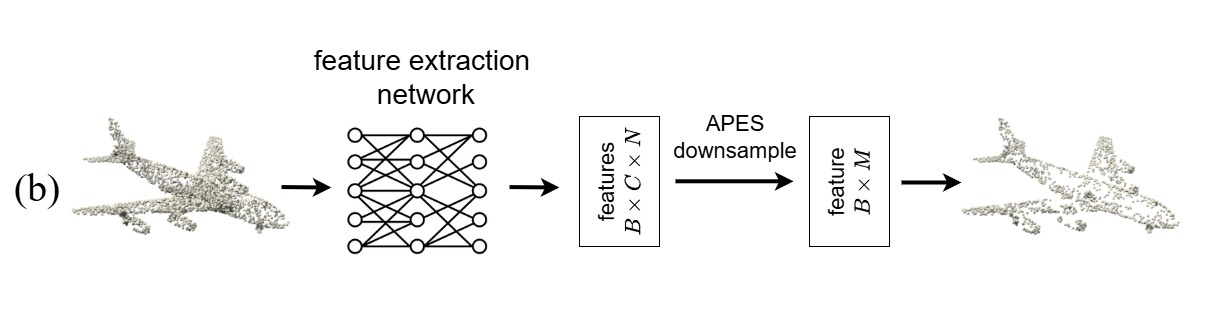 (b)
feature extraction
network
features
B × C × N
APES
downsample
feature
B × M